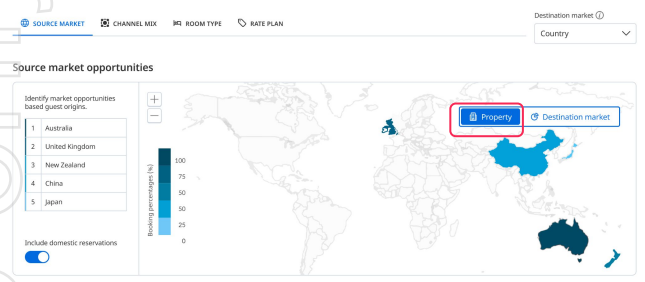 Destination market
SOURCE MARKET CHANNEL MIX ROOM TYPE RATE PLAN
Country
Source market opportunities
Identify market opportunities
based guest origins.
1 Australia
2 United Kingdom
3 New Zealand
4 China
5 Japan
Include domestic reservations
+
—
Booking percentages (%)
100
75
50
50
25
0
Property Destination market